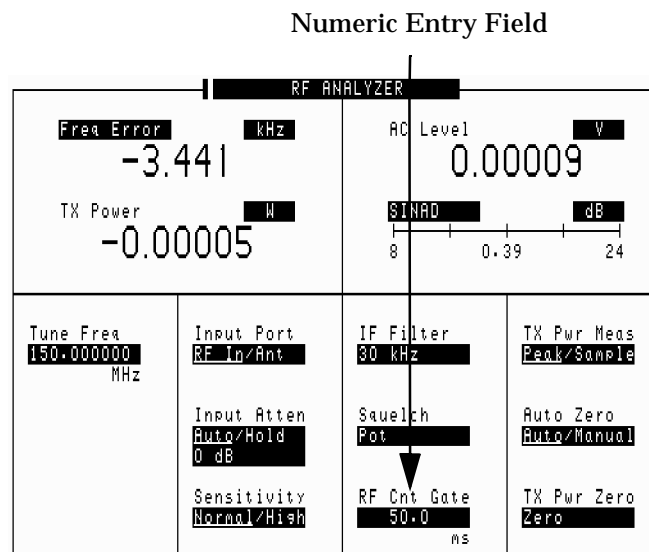 Numeric Entry Field
RF ANALYZER
Freq Error kHz
-3.441
AC Level V
0.00009
TX Power W
-0.00005
SINAD dB
8 0.39 24
Tune Freq
150.000000
MHz
Input Port
RF In/Ant
Input Atten
Auto/Hold
0 dB
Sensitivity
Normal/High
IF Filter
30 kHz
Squelch
Pot
RF Cnt Gate
50.0
ms
TX Pwr Meas
Peak/Sample
Auto Zero
Auto/Manual
TX Pwr Zero
Zero